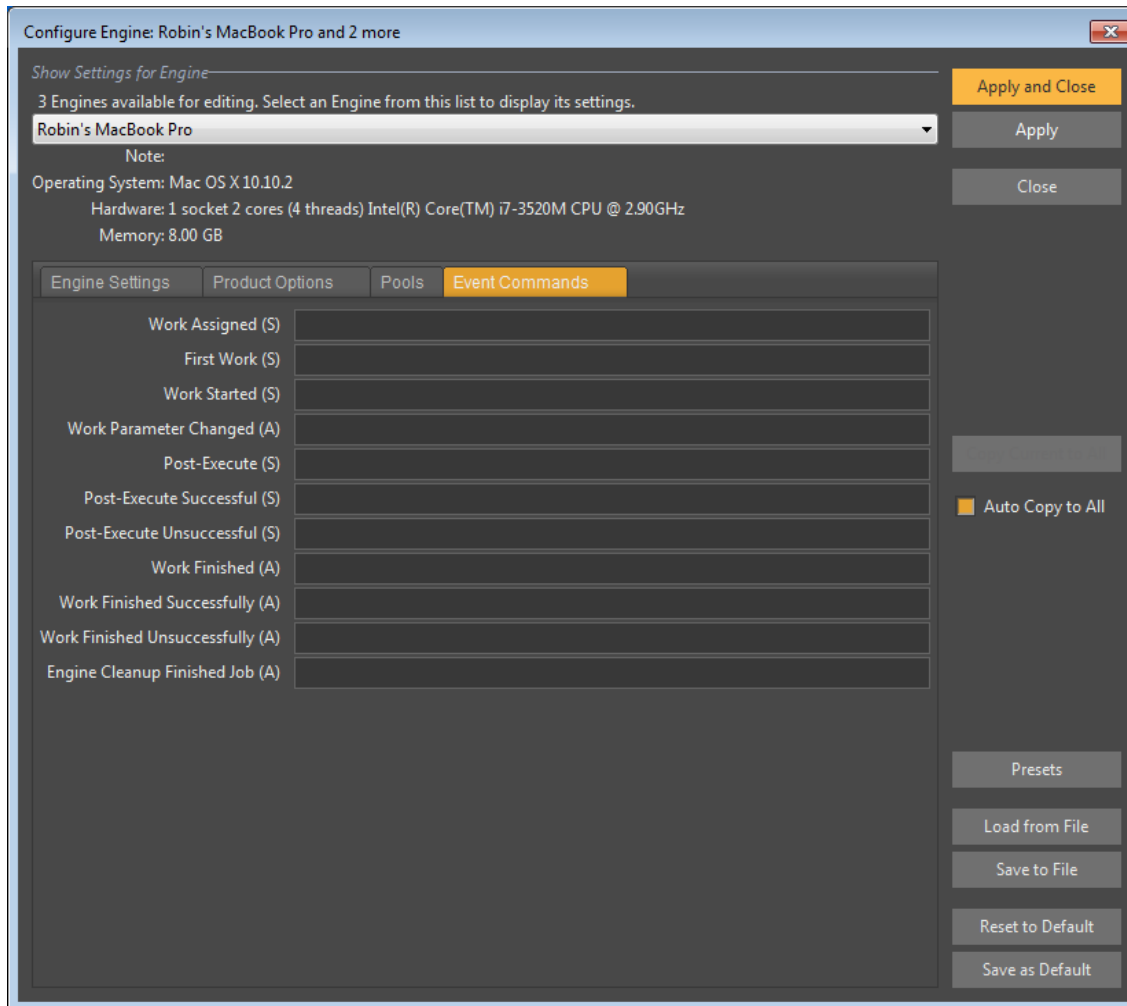 Configure Engine: Robin's MacBook Pro and 2 more
Show Settings for Engine
3 Engines available for editing. Select an Engine from this list to display its settings.
Robin's MacBook Pro
Note:
Operating System: Mac OS X 10.10.2
Hardware: 1 socket 2 cores (4 threads) Intel(R) Core(TM) i7-3520M CPU @ 2.90GHz
Memory: 8.00 GB
Engine Settings Product Options Pools Event Commands
Work Assigned (S)
First Work (S)
Work Started (S)
Work Parameter Changed (A)
Post-Execute (S)
Post-Execute Successful (S)
Post-Execute Unsuccessful (S)
Work Finished (A)
Work Finished Successfully (A)
Work Finished Unsuccessfully (A)
Engine Cleanup Finished Job (A)
Apply and Close
Apply
Close
Auto Copy to All
Presets
Load from File
Save to File
Reset to Default
Save as Default